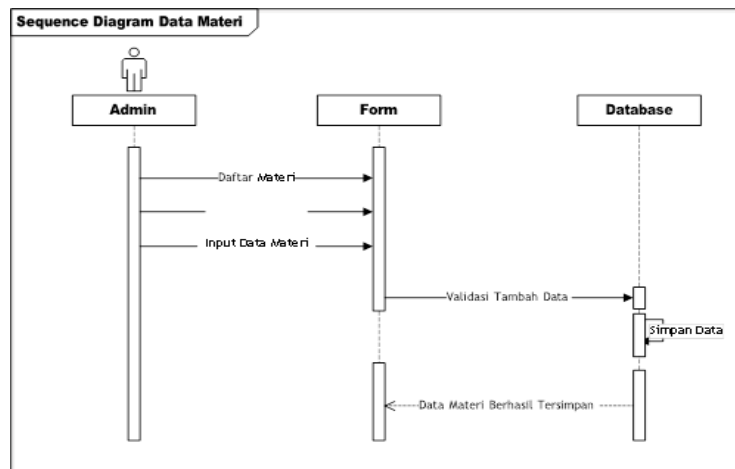 Sequence Diagram Data Materi
Admin
Form
Database
Daftar Materi
Input Data Materi
Validasi Tambah Data
Simpan Data
Data Materi Berhasil Tersimpan